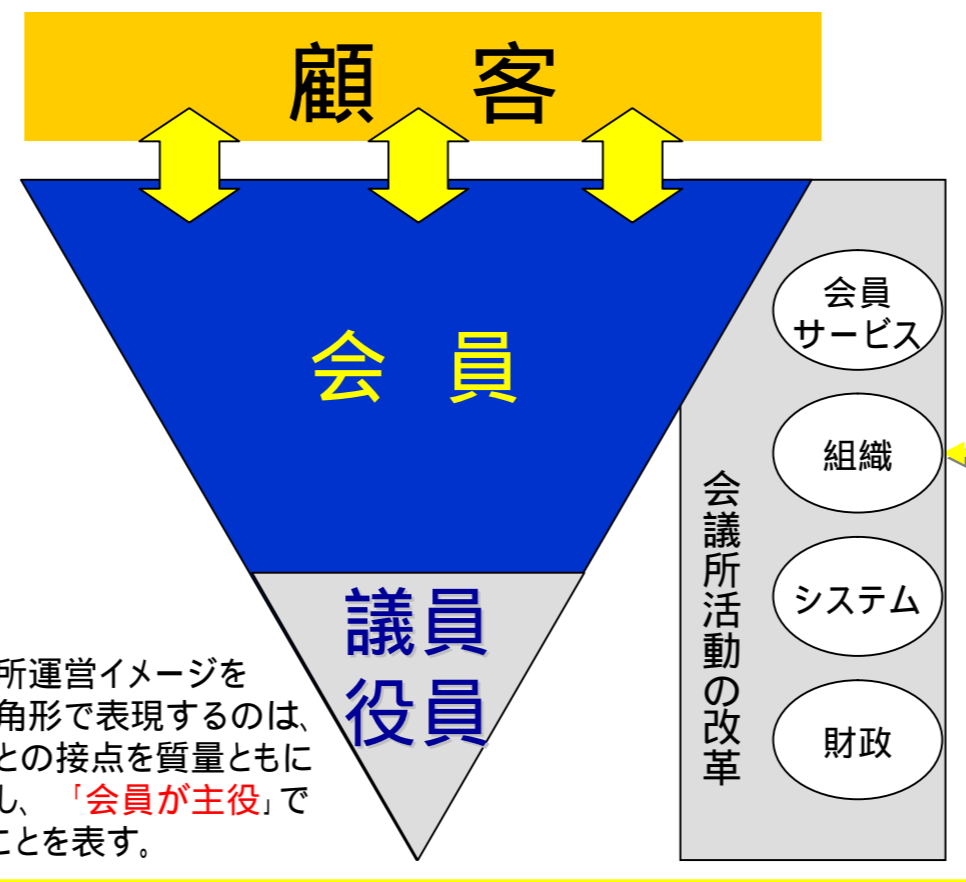 顧 客
会 員
会員
サービス
組織
システム
財政
会議所活動の改革
議員
役員
所運営イメージを
角形で表現するのは、
との接点を質量ともに
し、「会員が主役」で
ことを表す。